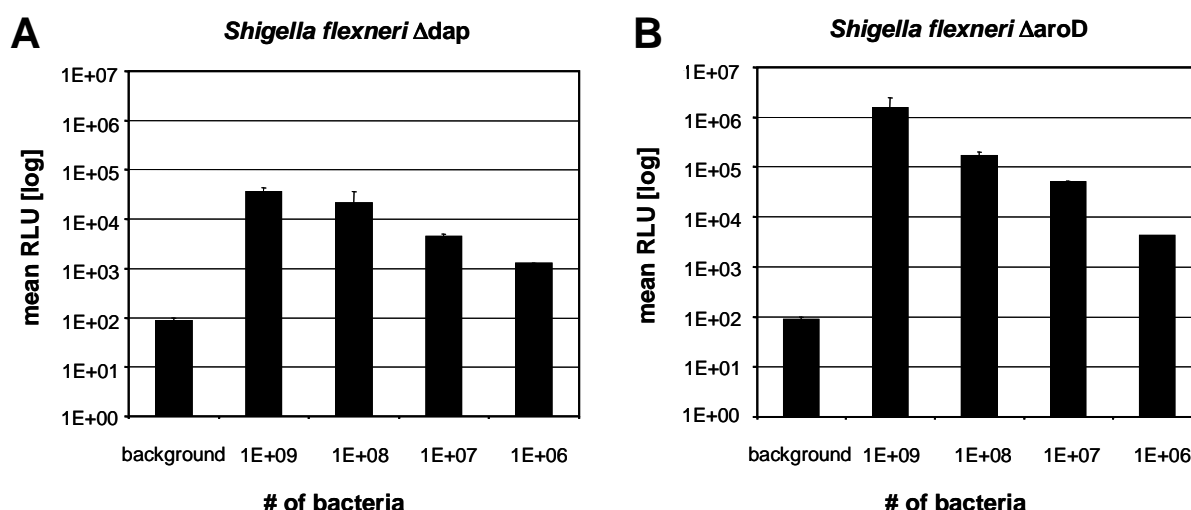 A
Shigella flexneri Δdap
mean RLU [log]
1E+07
1E+06
1E+05
1E+04
1E+03
1E+02
1E+01
1E+00
background 1E+09 1E+08 1E+07 1E+06
# of bacteria
B
Shigella flexneri ΔaroD
mean RLU [log]
1E+07
1E+06
1E+05
1E+04
1E+03
1E+02
1E+01
1E+00
background 1E+09 1E+08 1E+07 1E+06
# of bacteria